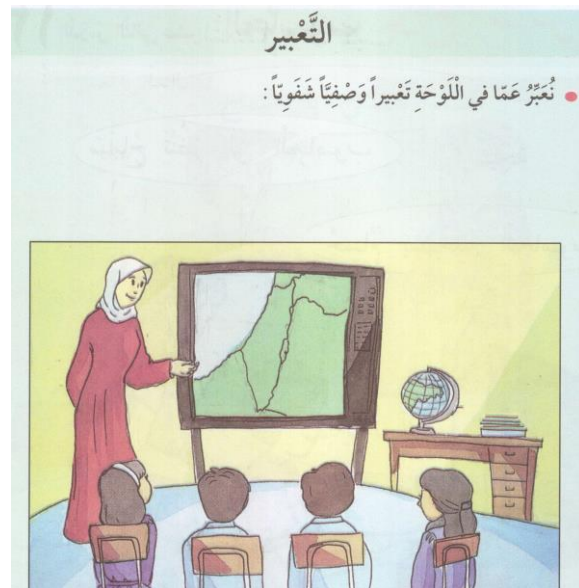 التَّعْبير
نُعَبِّرُ عَمّا في اللَّوْحَةِ تَعْبيراً وَصْفِيَّاً شَفَوِيّاً :